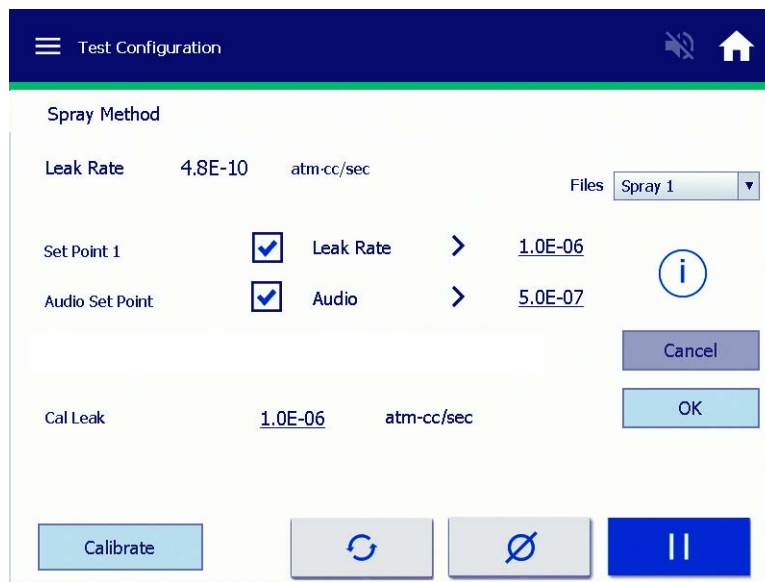 Test Configuration
Spray Method
Leak Rate 4.8E-10 atm·cc/sec
Files Spray 1
Set Point 1 Leak Rate > 1.0E-06
i
Audio Set Point Audio > 5.0E-07
Cancel
Cal Leak 1.0E-06 atm-cc/sec
OK
Calibrate